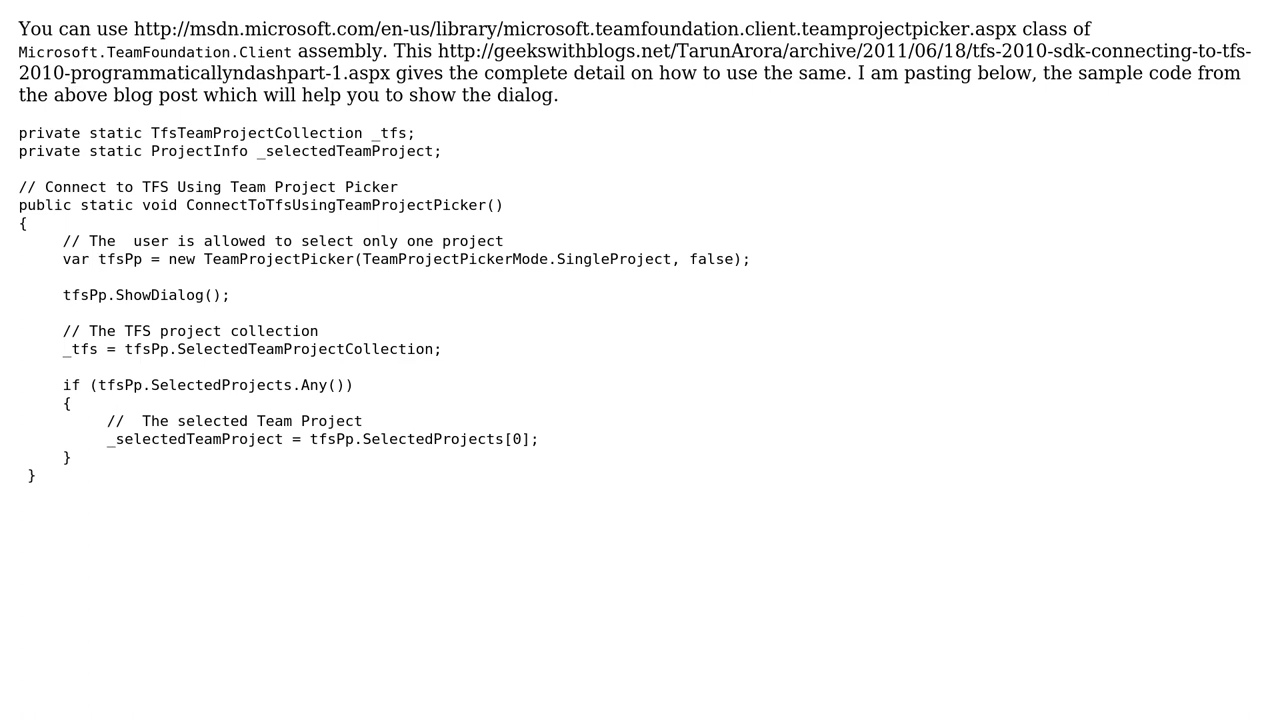 You can use http://msdn.microsoft.com/en-us/library/microsoft.teamfoundation.client.teamprojectpicker.aspx class of
Microsoft.TeamFoundation.Client assembly. This http://geekswithblogs.net/TarunArora/archive/2011/06/18/tfs-2010-sdk-connecting-to-tfs-
2010-programmaticallyndashpart-1.aspx gives the complete detail on how to use the same. I am pasting below, the sample code from
the above blog post which will help you to show the dialog.

private static TfsTeamProjectCollection _tfs;
private static ProjectInfo _selectedTeamProject;

// Connect to TFS Using Team Project Picker
public static void ConnectToTfsUsingTeamProjectPicker()
{
     // The  user is allowed to select only one project
     var tfsPp = new TeamProjectPicker(TeamProjectPickerMode.SingleProject, false);

     tfsPp.ShowDialog();

     // The TFS project collection
     _tfs = tfsPp.SelectedTeamProjectCollection;

     if (tfsPp.SelectedProjects.Any())
     {
          //  The selected Team Project
          _selectedTeamProject = tfsPp.SelectedProjects[0];
     }
 }